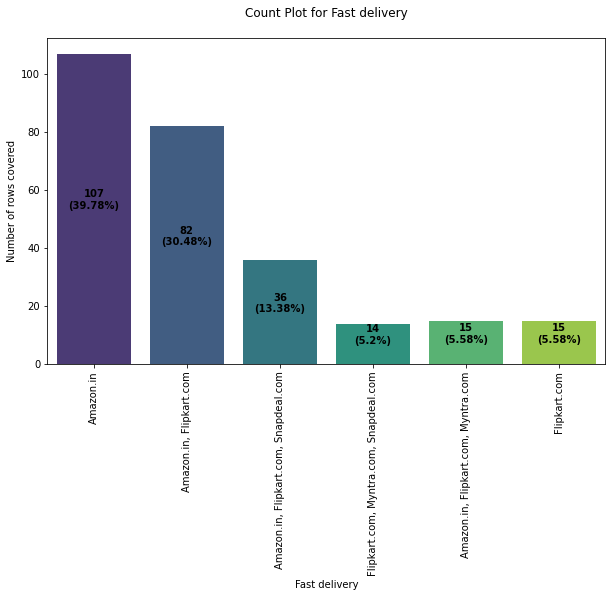 Count Plot for Fast delivery
Number of rows covered
100
80
60
40
20
0
107
(39.78%)
82
(30.48%)
36
(13.38%)
14
(5.2%)
15
(5.58%)
15
(5.58%)
Amazon.in
Amazon.in, Flipkart.com
Amazon.in, Flipkart.com, Snapdeal.com
Flipkart.com, Myntra.com, Snapdeal.com
Amazon.in, Flipkart.com, Myntra.com
Flipkart.com
Fast delivery